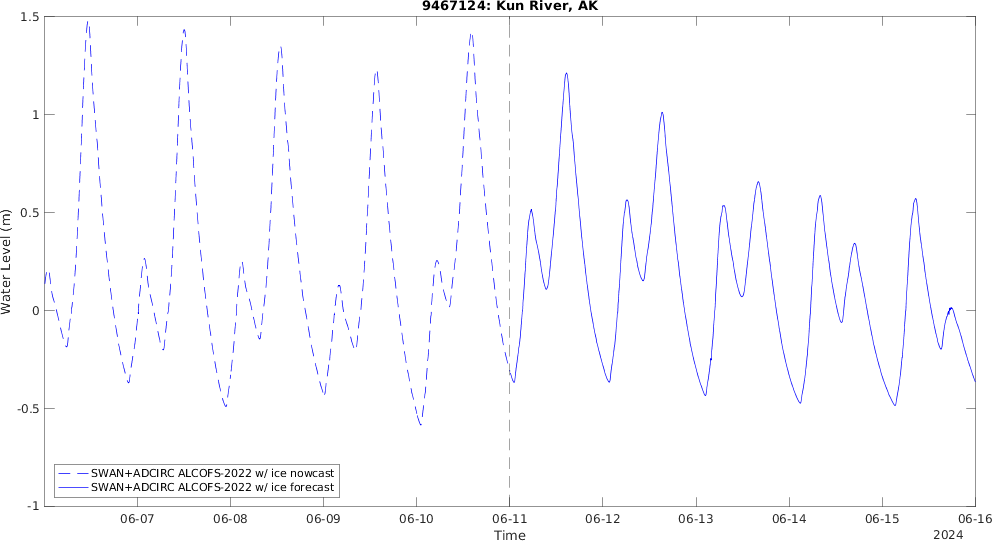 9467124: Kun River, AK
Water Level (m)
1.5
1
0.5
0
-0.5
-1
SWAN+ADCIRC ALCOFS-2022 w/ ice nowcast
SWAN+ADCIRC ALCOFS-2022 w/ ice forecast
06-07 06-08 06-09 06-10 06-11 06-12 06-13 06-14 06-15 06-16
Time
2024